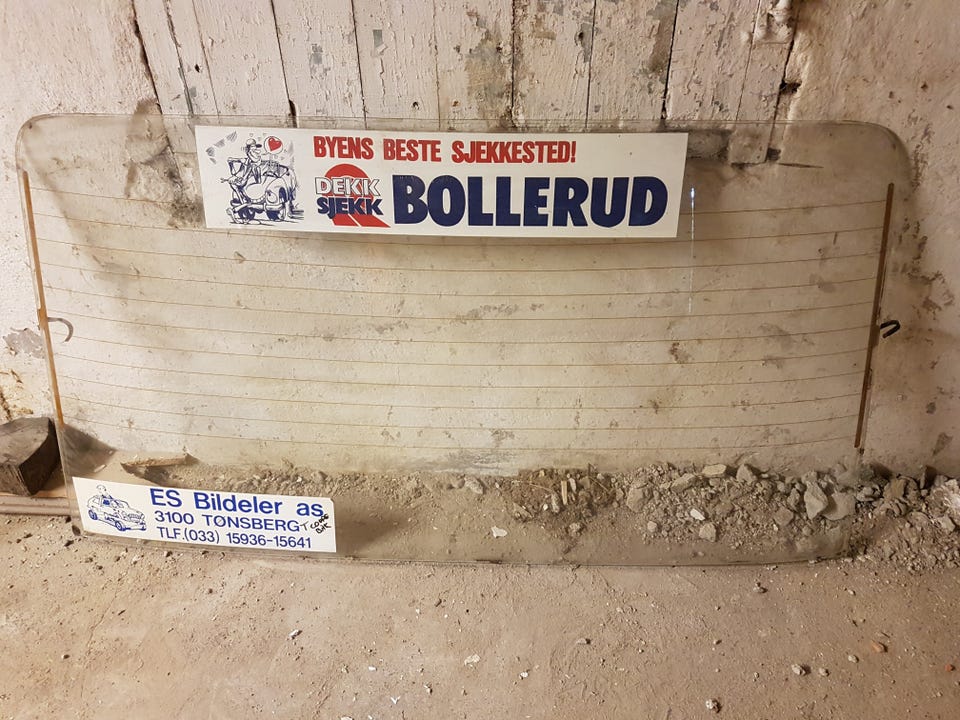 BYENS BESTE SJEKKESTED!
DEKK
SJEKK
BOLLERUD
ES Bildeler as
3100 TØNSBERG
TLF.(033) 15936-15641